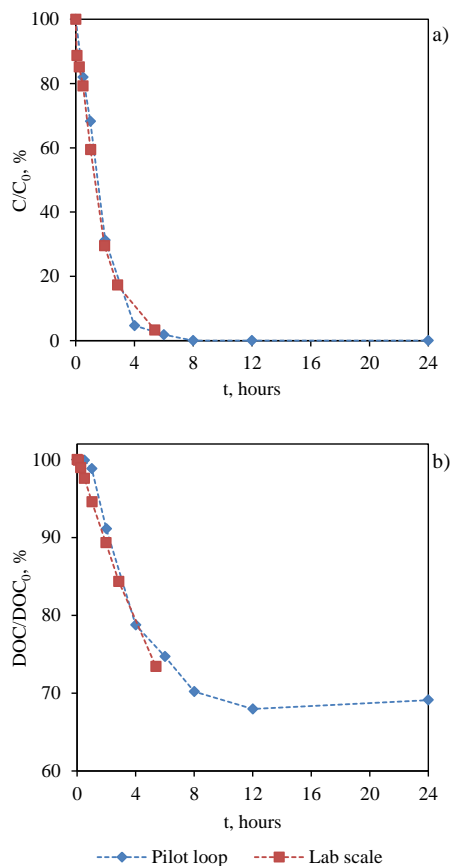 a)
100
80
60
40
20
0
C/C₀, %
0 4 8 12 16 20 24
t, hours
b)
100
90
80
70
60
DOC/DOC₀, %
0 4 8 12 16 20 24
t, hours
Pilot loop Lab scale